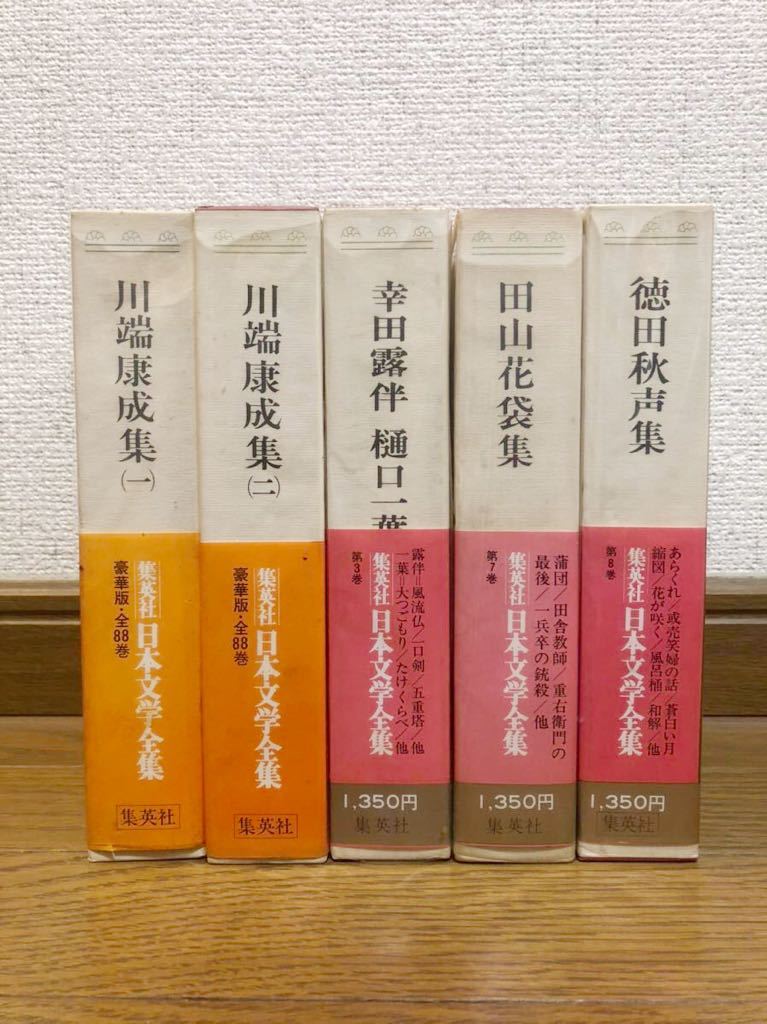 川端康成集(一)
集英社
日本文学全集
豪華版・全88巻
集英社
川端康成集(二)
集英社
日本文学全集
豪華版・全88巻
集英社
幸田露伴 樋口一葉
露伴=風流仏/一口剣/五重塔/他
一葉=大つごもり/たけくらべ/他
集英社
日本文学全集
第3巻
1,350円
集英社
田山花袋集
蒲団/田舎教師/重右衛門の
最後/一兵卒の銃殺/他
集英社
日本文学全集
第7巻
1,350円
集英社
徳田秋声集
あらくれ/或売笑婦の話/蒼白い月
縮図/花が咲く/風呂桶/和解/他
集英社
日本文学全集
第8巻
1,350円
集英社